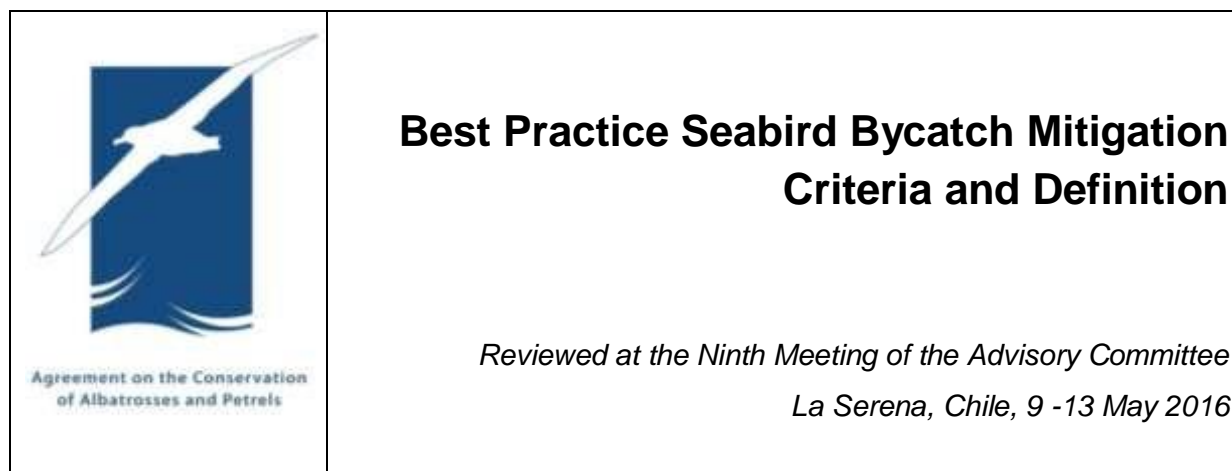 Agreement on the Conservation
of Albatrosses and Petrels
Best Practice Seabird Bycatch Mitigation
Criteria and Definition
Reviewed at the Ninth Meeting of the Advisory Committee
La Serena, Chile, 9 -13 May 2016